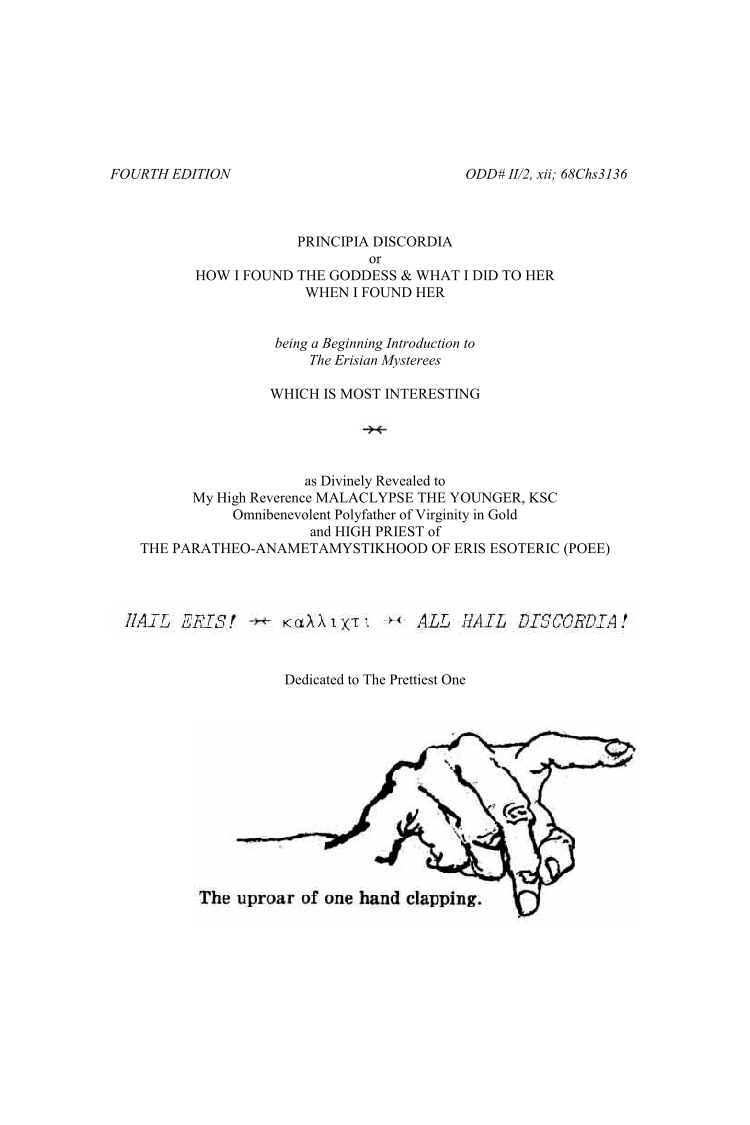 FOURTH EDITION ODD# II/2, xii; 68Chs3136
PRINCIPIA DISCORDIA
or
HOW I FOUND THE GODDESS & WHAT I DID TO HER
WHEN I FOUND HER
being a Beginning Introduction to
The Erisian Mysterees
WHICH IS MOST INTERESTING
as Divinely Revealed to
My High Reverence MALACLYPSE THE YOUNGER, KSC
Omnibenevolent Polyfather of Virginity in Gold
and HIGH PRIEST of
THE PARATHEO-ANAMETAMYSTIKHOOD OF ERIS ESOTERIC (POEE)
HAIL ERIS! καλλιχτι ALL HAIL DISCORDIA!
Dedicated to The Prettiest One
The uproar of one hand clapping.